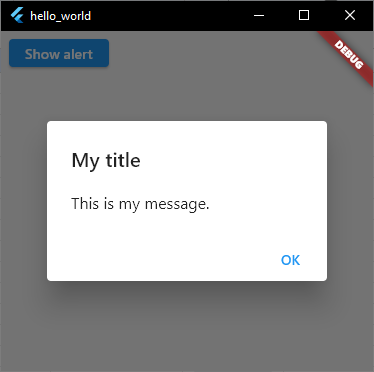 hello_world
Show alert
DEBUG
My title
This is my message.
OK